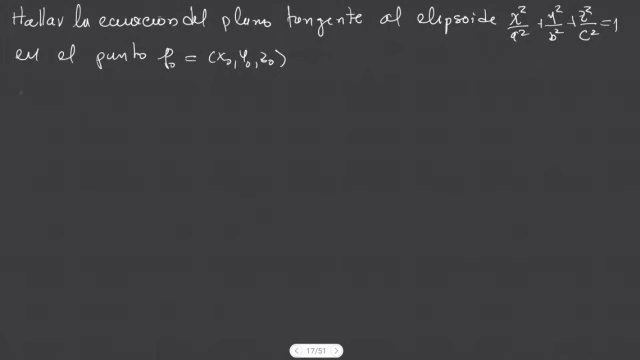 Hallar la ecuacion del plano tangente al elipsoide x²/a² + y²/b² + z²/c² = 1
en el punto P₀ = (x₀, y₀, z₀)
17/51